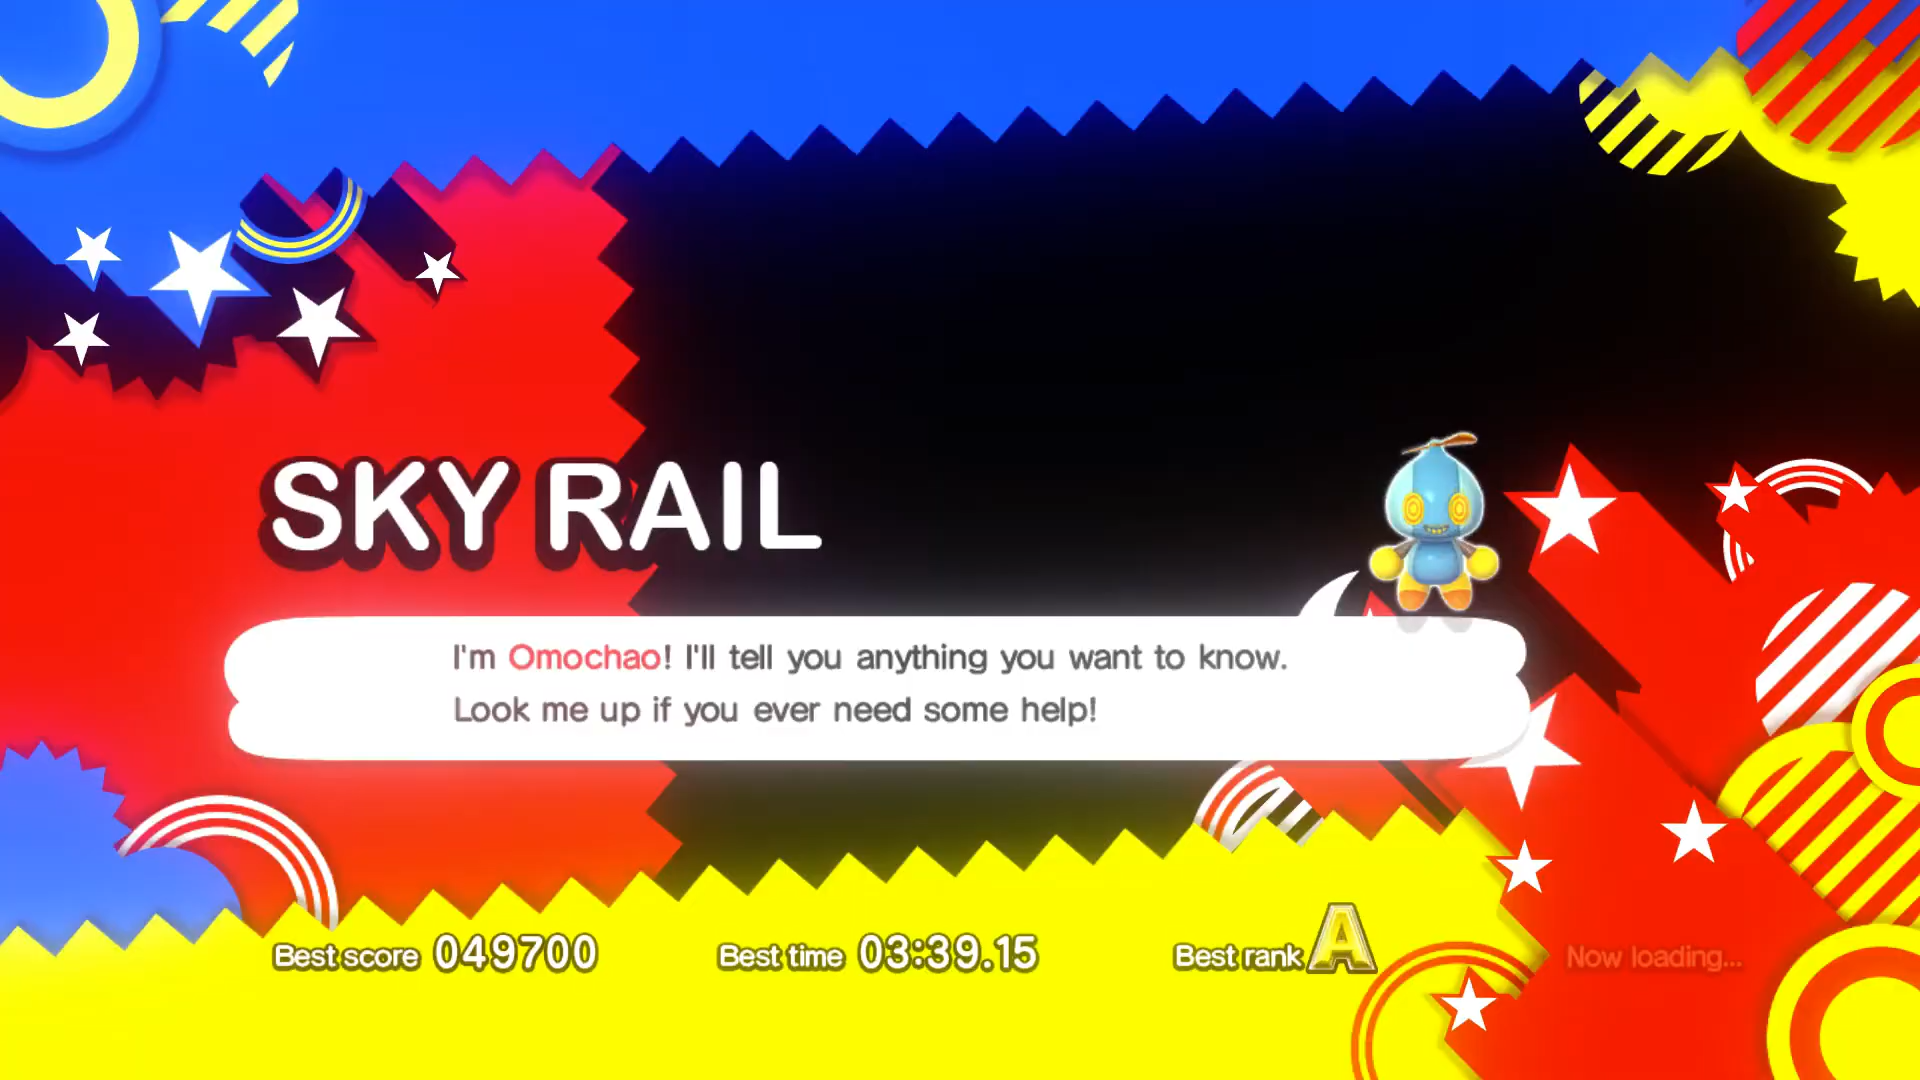 SKY RAIL
I'm Omochao! I'll tell you anything you want to know.
Look me up if you ever need some help!
Best score 049700
Best time 03:39.15
Best rank A
Now loading...